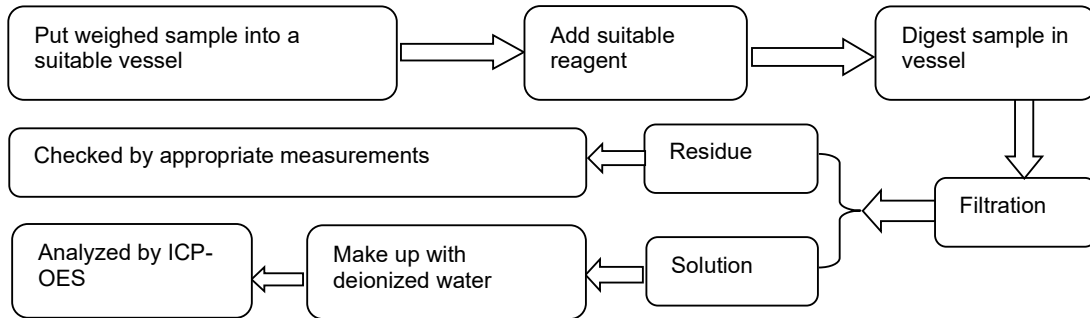 Put weighed sample into a
suitable vessel
Add suitable
reagent
Digest sample in
vessel
Filtration
Residue
Checked by appropriate measurements
Solution
Make up with
deionized water
Analyzed by ICP-
OES